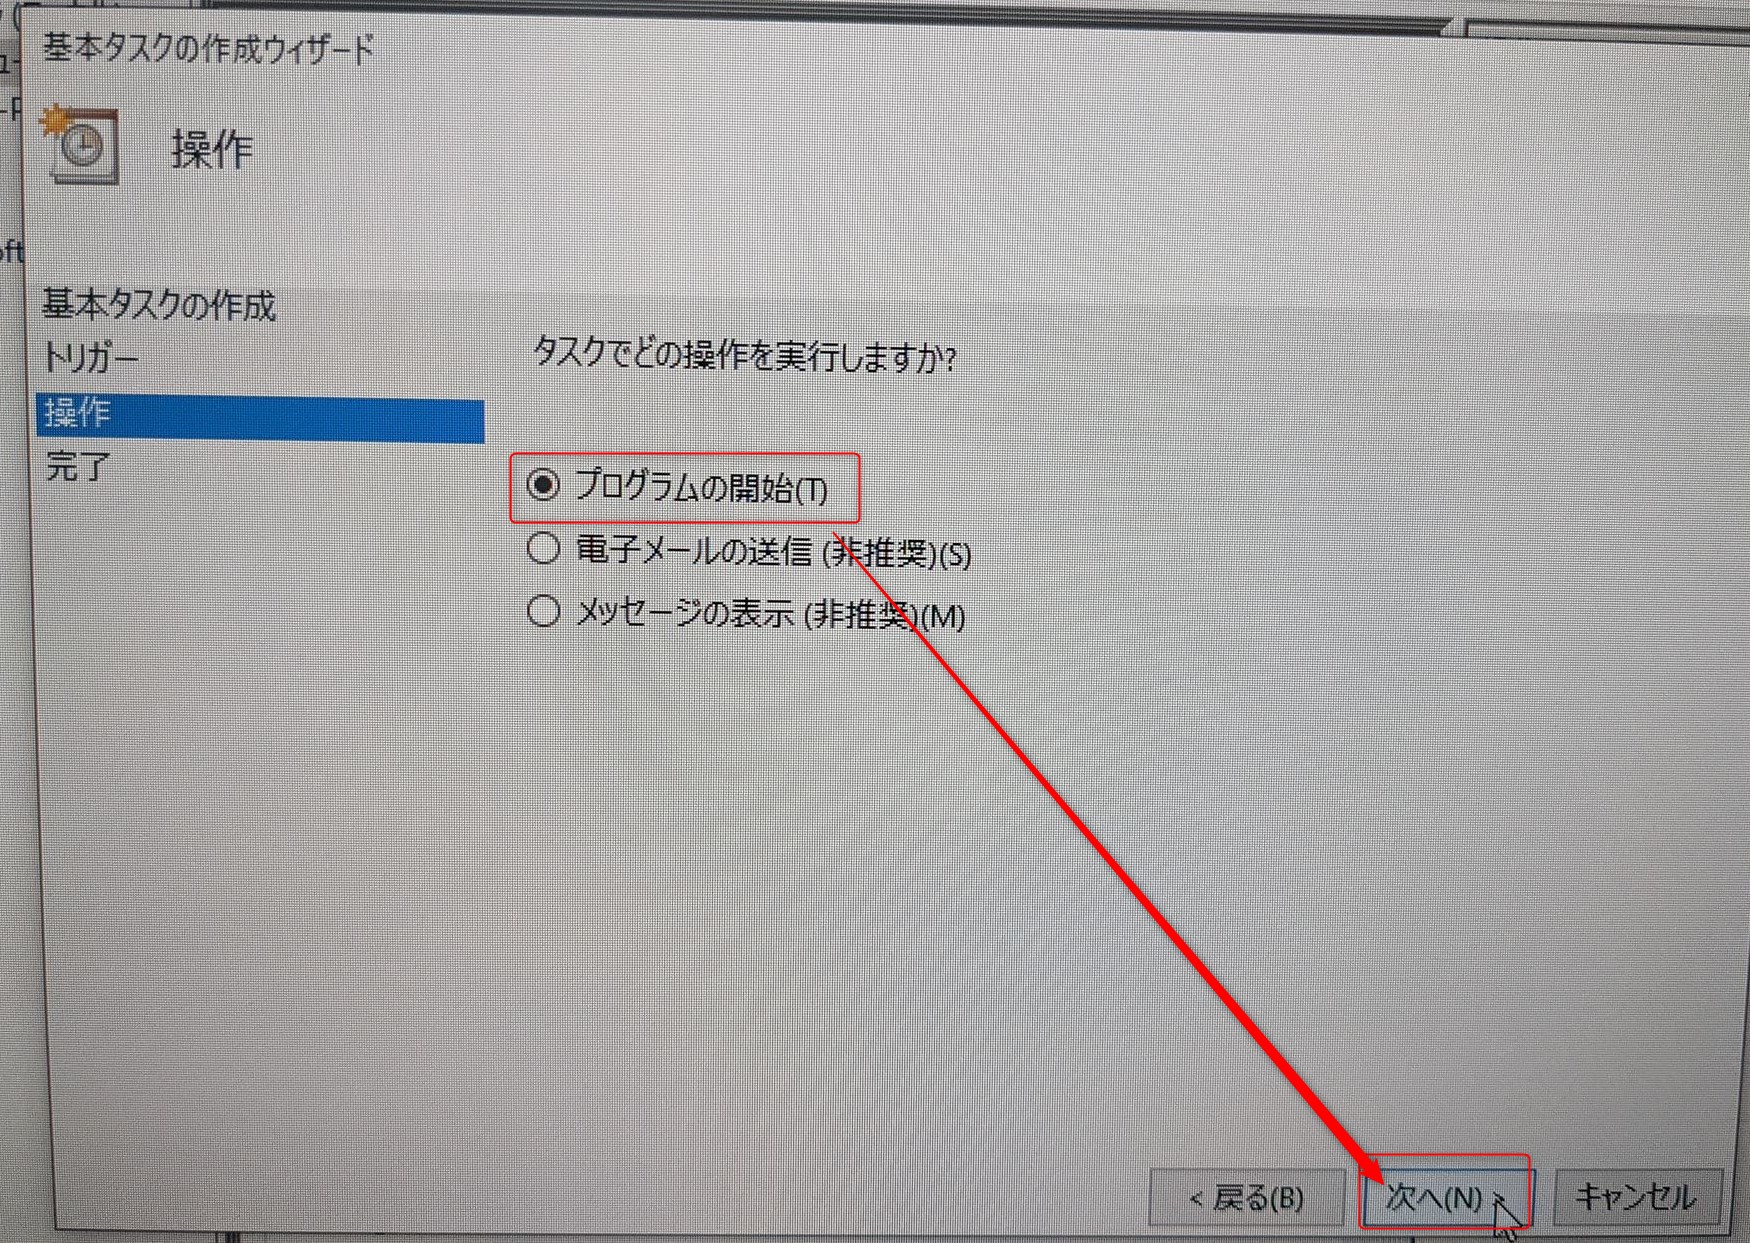 基本タスクの作成ウィザード
操作
基本タスクの作成
トリガー
操作
完了
タスクでどの操作を実行しますか?
プログラムの開始(T)
電子メールの送信 (非推奨)(S)
メッセージの表示 (非推奨)(M)
< 戻る(B)
次へ(N) >
キャンセル